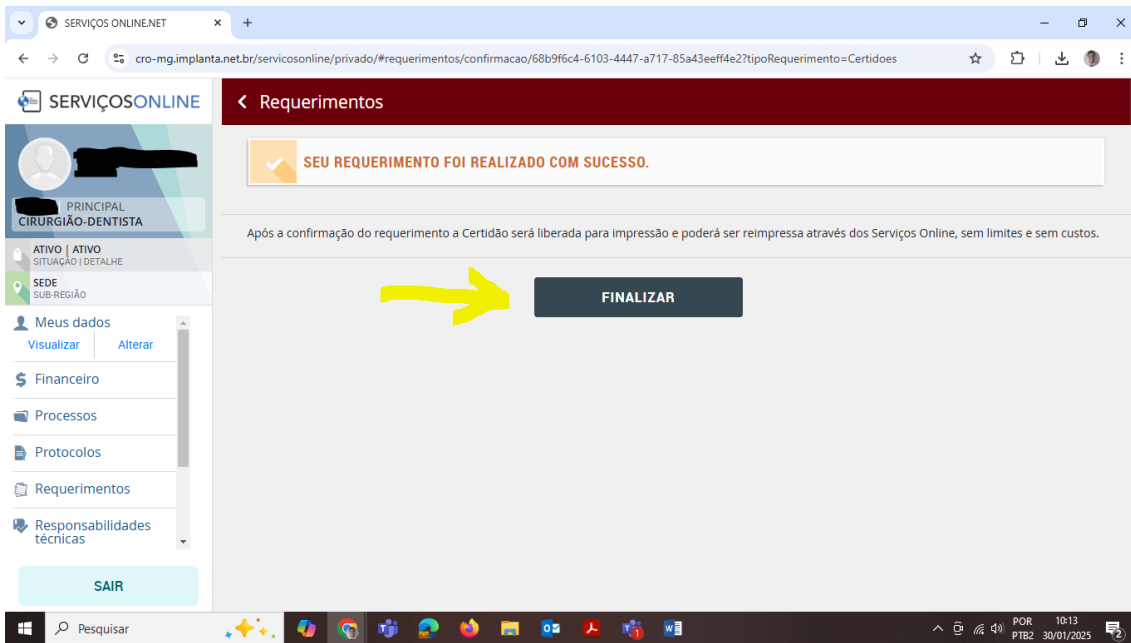 SERVIÇOS ONLINE.NET
cro-mg.implanta.net.br/servicosonline/privado/#requerimentos/confirmacao/68b9f6c4-6103-4447-a717-85a43eeff4e2?tipoRequerimento=Certidoes
SERVIÇOSONLINE
Requerimentos
SEU REQUERIMENTO FOI REALIZADO COM SUCESSO.
PRINCIPAL
CIRURGIÃO-DENTISTA
Após a confirmação do requerimento a Certidão será liberada para impressão e poderá ser reimpressa através dos Serviços Online, sem limites e sem custos.
ATIVO | ATIVO
SITUAÇÃO | DETALHE
SEDE
SUB-REGIÃO
FINALIZAR
Meus dados
Visualizar Alterar
Financeiro
Processos
Protocolos
Requerimentos
Responsabilidades
técnicas
SAIR
Pesquisar
POR 10:13
PTB2 30/01/2025